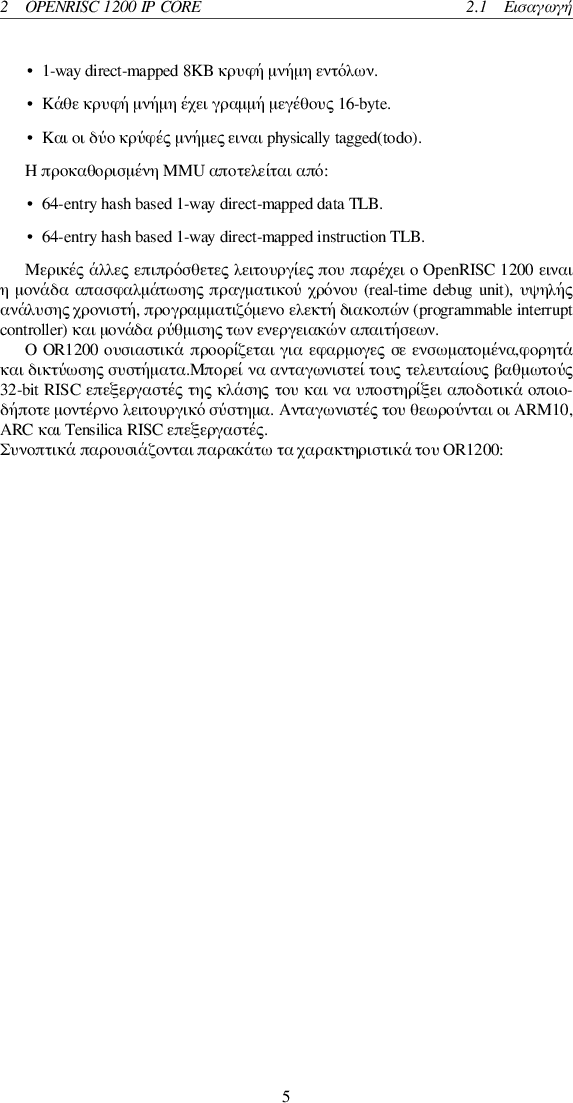 2 OPENRISC 1200 IP CORE 2.1 Εισαγωγή
• 1-way direct-mapped 8KB κρυφή μνήμη εντόλων.
• Κάθε κρυφή μνήμη έχει γραμμή μεγέθους 16-byte.
• Και οι δύο κρύφές μνήμες ειναι physically tagged(todo).
Η προκαθορισμένη MMU αποτελείται από:
• 64-entry hash based 1-way direct-mapped data TLB.
• 64-entry hash based 1-way direct-mapped instruction TLB.
Μερικές άλλες επιπρόσθετες λειτουργίες που παρέχει ο OpenRISC 1200 ειναι
η μονάδα απασφαλμάτωσης πραγματικού χρόνου (real-time debug unit), υψηλής
ανάλυσης χρονιστή, προγραμματιζόμενο ελεκτή διακοπών (programmable interrupt
controller) και μονάδα ρύθμισης των ενεργειακών απαιτήσεων.
Ο OR1200 ουσιαστικά προορίζεται για εφαρμογες σε ενσωματομένα,φορητά
και δικτύωσης συστήματα.Μπορεί να ανταγωνιστεί τους τελευταίους βαθμωτούς
32-bit RISC επεξεργαστές της κλάσης του και να υποστηρίξει αποδοτικά οποιο-
δήποτε μοντέρνο λειτουργικό σύστημα. Ανταγωνιστές του θεωρούνται οι ARM10,
ARC και Tensilica RISC επεξεργαστές.
Συνοπτικά παρουσιάζονται παρακάτω τα χαρακτηριστικά του OR1200:
5